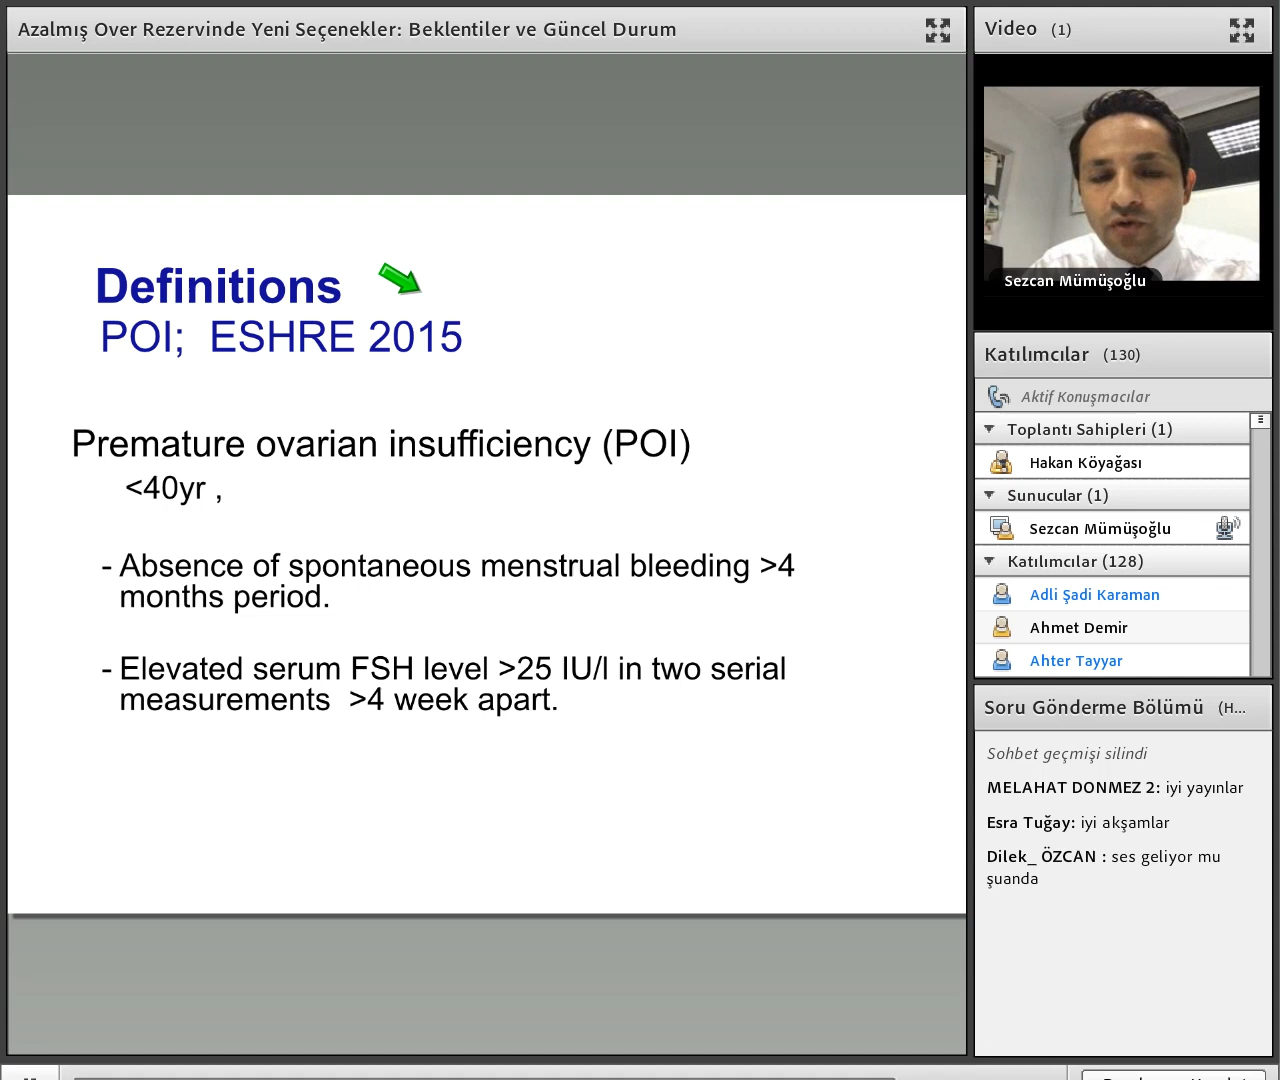 Azalmış Over Rezervinde Yeni Seçenekler: Beklentiler ve Güncel Durum
Definitions
POI; ESHRE 2015
Premature ovarian insufficiency (POI)
<40yr ,
- Absence of spontaneous menstrual bleeding >4
months period.
- Elevated serum FSH level >25 IU/l in two serial
measurements >4 week apart.
Video (1)
Sezcan Mümüşoğlu
Katılımcılar (130)
Aktif Konuşmacılar
Toplantı Sahipleri (1)
Hakan Köyağası
Sunucular (1)
Sezcan Mümüşoğlu
Katılımcılar (128)
Adli Şadi Karaman
Ahmet Demir
Ahter Tayyar
Soru Gönderme Bölümü (H...
Sohbet geçmişi silindi
MELAHAT DONMEZ 2: iyi yayınlar
Esra Tuğay: iyi akşamlar
Dilek_ ÖZCAN : ses geliyor mu
şuanda